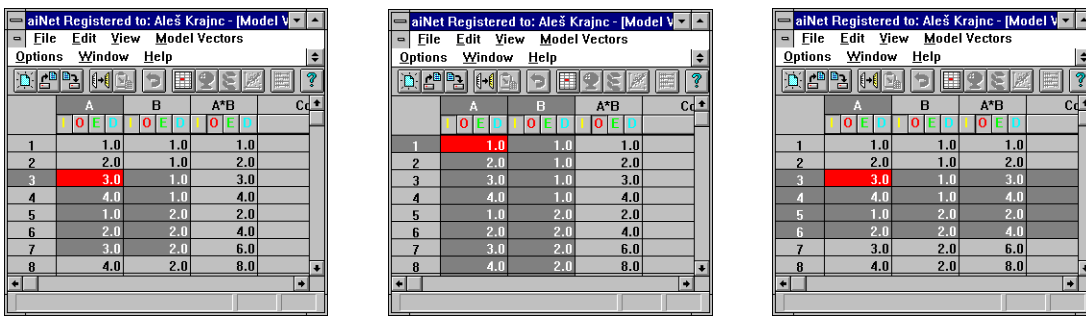 aiNet Registered to: Aleš Krajnc - [Model V
File Edit View Model Vectors
Options Window Help
A B A*B Co
I O E D I O E D I O E D
1 1.0 1.0 1.0
2 2.0 1.0 2.0
3 3.0 1.0 3.0
4 4.0 1.0 4.0
5 1.0 2.0 2.0
6 2.0 2.0 4.0
7 3.0 2.0 6.0
8 4.0 2.0 8.0
aiNet Registered to: Aleš Krajnc - [Model V
File Edit View Model Vectors
Options Window Help
A B A*B Co
I O E D I O E D I O E D
1 1.0 1.0 1.0
2 2.0 1.0 2.0
3 3.0 1.0 3.0
4 4.0 1.0 4.0
5 1.0 2.0 2.0
6 2.0 2.0 4.0
7 3.0 2.0 6.0
8 4.0 2.0 8.0
aiNet Registered to: Aleš Krajnc - [Model V
File Edit View Model Vectors
Options Window Help
A B A*B Co
I O E D I O E D I O E D
1 1.0 1.0 1.0
2 2.0 1.0 2.0
3 3.0 1.0 3.0
4 4.0 1.0 4.0
5 1.0 2.0 2.0
6 2.0 2.0 4.0
7 3.0 2.0 6.0
8 4.0 2.0 8.0